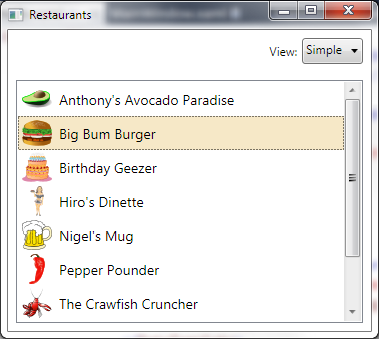 Restaurants
View: Simple
Anthony's Avocado Paradise
Big Bum Burger
Birthday Geezer
Hiro's Dinette
Nigel's Mug
Pepper Pounder
The Crawfish Cruncher